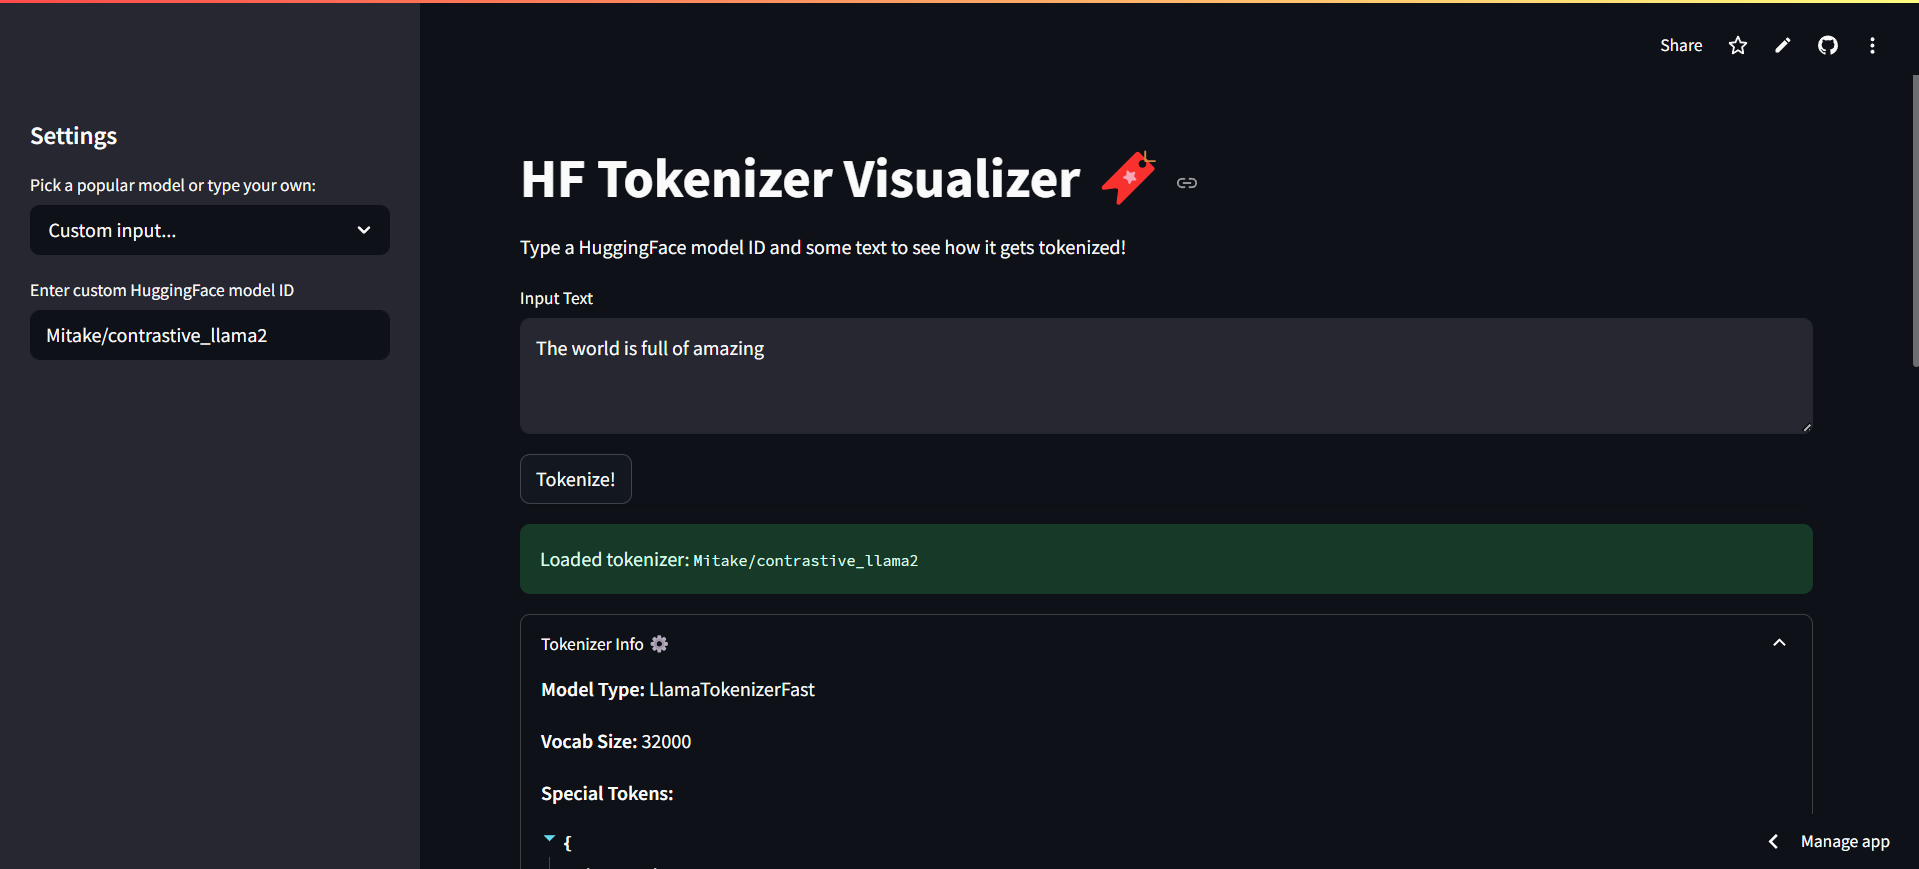 Share
Settings
Pick a popular model or type your own:
Custom input...
Enter custom HuggingFace model ID
Mitake/contrastive_llama2
HF Tokenizer Visualizer
Type a HuggingFace model ID and some text to see how it gets tokenized!
Input Text
The world is full of amazing
Tokenize!
Loaded tokenizer: Mitake/contrastive_llama2
Tokenizer Info
Model Type: LlamaTokenizerFast
Vocab Size: 32000
Special Tokens:
{
Manage app